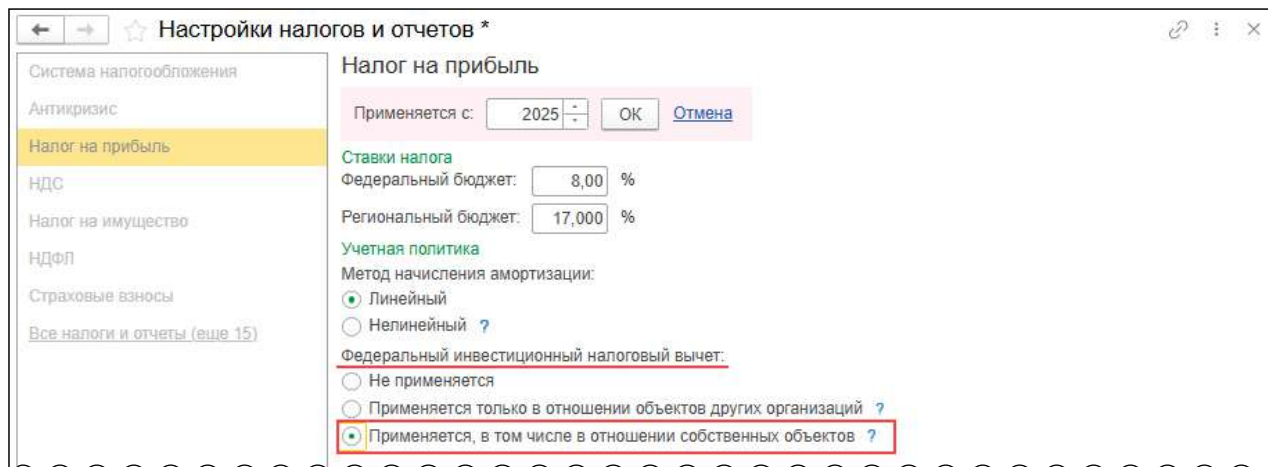 Настройки налогов и отчетов *
Система налогообложения
Антикризис
Налог на прибыль
НДС
Налог на имущество
НДФЛ
Страховые взносы
Все налоги и отчеты (еще 15)
Налог на прибыль
Применяется с: 2025 ОК Отмена
Ставки налога
Федеральный бюджет: 8,00 %
Региональный бюджет: 17,000 %
Учетная политика
Метод начисления амортизации:
Линейный
Нелинейный ?
Федеральный инвестиционный налоговый вычет:
Не применяется
Применяется только в отношении объектов других организаций ?
Применяется, в том числе в отношении собственных объектов ?